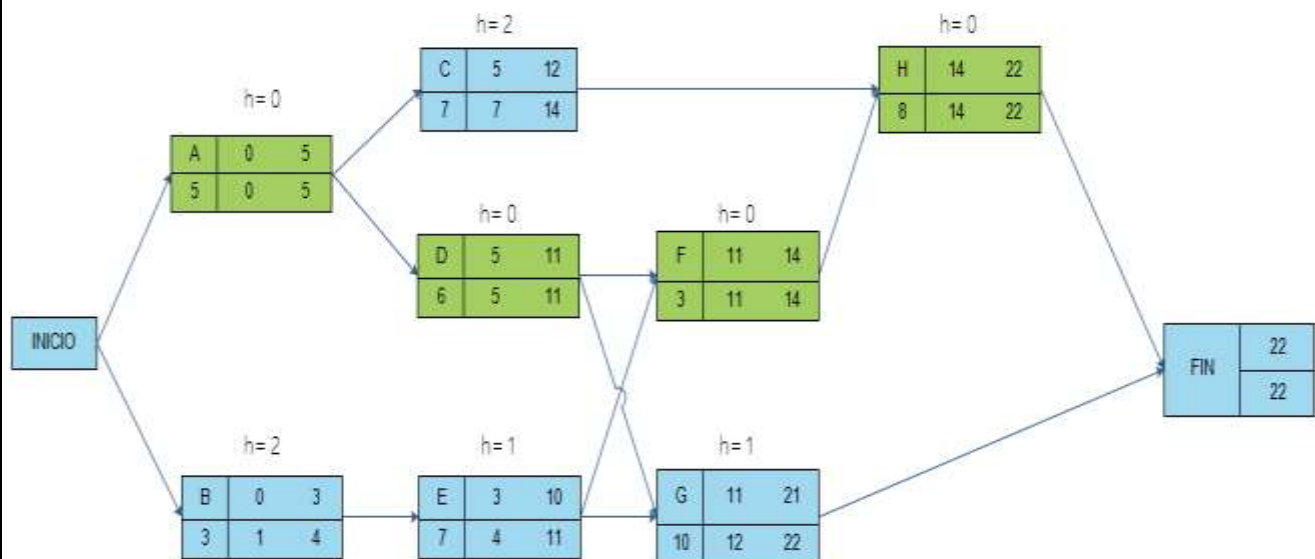 h= 2
h= 0
C 5 12
7 7 14
H 14 22
8 14 22
h= 0
A 0 5
5 0 5
h= 0
h= 0
D 5 11
6 5 11
F 11 14
3 11 14
INICIO
FIN 22
22
h= 2
h= 1
h= 1
B 0 3
3 1 4
E 3 10
7 4 11
G 11 21
10 12 22